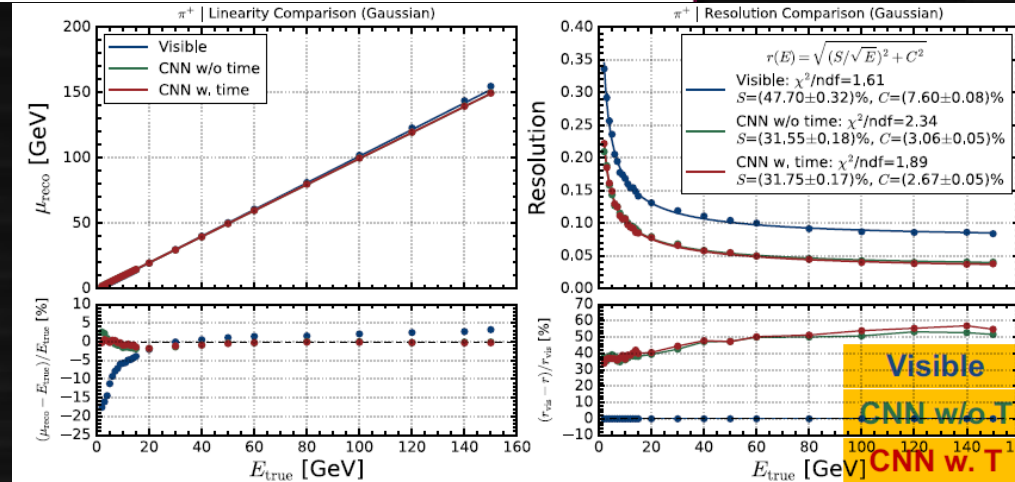 π⁺ | Linearity Comparison (Gaussian)
200
150
100
50
0
μ_reco [GeV]
Visible
CNN w/o time
CNN w. time
10
5
0
−5
−10
−15
−20
−25
(μ_reco − E_true)/E_true [%]
0 20 40 60 80 100 120 140 160
E_true [GeV]
π⁺ | Resolution Comparison (Gaussian)
0.40
0.35
0.30
0.25
0.20
0.15
0.10
0.05
0.00
Resolution
r(E) = √((S/√E)² + C²)
Visible: χ²/ndf=1.61
S=(47.70±0.32)%, C=(7.60±0.08)%
CNN w/o time: χ²/ndf=2.34
S=(31.55±0.18)%, C=(3.06±0.05)%
CNN w. time: χ²/ndf=1.89
S=(31.75±0.17)%, C=(2.67±0.05)%
70
60
50
40
30
20
10
0
−10
(r_vis − r)/r_vis [%]
0 20 40 60 80 100 120 140
E_true [GeV]
Visible
CNN w/o T
CNN w. T